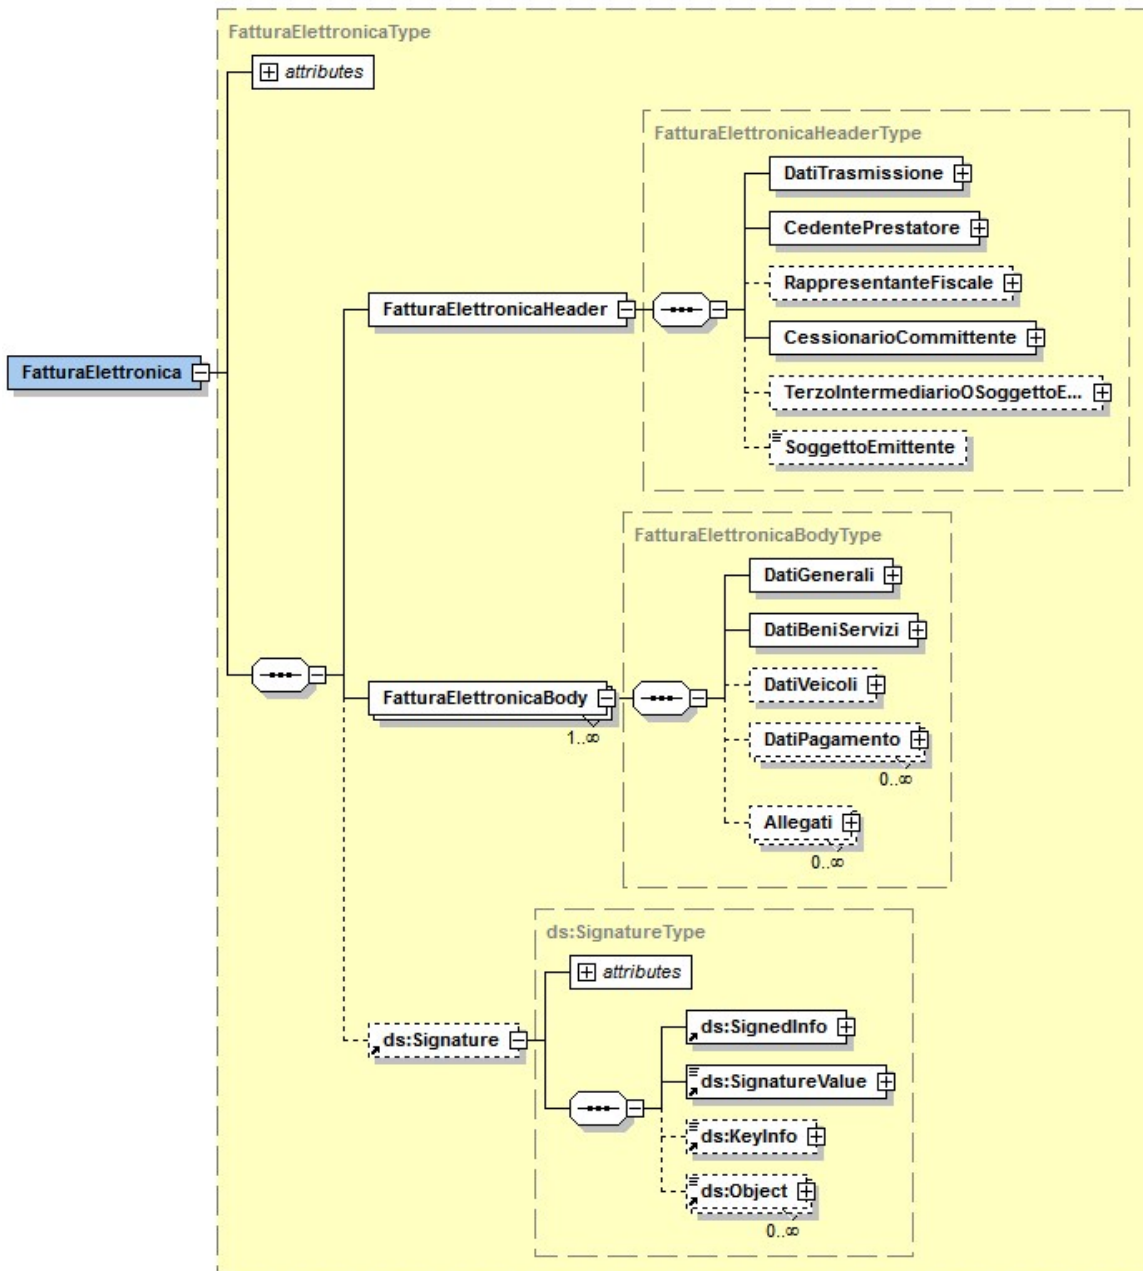 FatturaElettronicaType
attributes
FatturaElettronicaHeaderType
DatiTrasmissione
CedentePrestatore
RappresentanteFiscale
FatturaElettronicaHeader
CessionarioCommittente
FatturaElettronica
TerzoIntermediarioOSoggettoE...
SoggettoEmittente
FatturaElettronicaBodyType
DatiGenerali
DatiBeniServizi
DatiVeicoli
FatturaElettronicaBody
1..∞
DatiPagamento
0..∞
Allegati
0..∞
ds:SignatureType
attributes
ds:SignedInfo
ds:Signature
ds:SignatureValue
ds:KeyInfo
ds:Object
0..∞